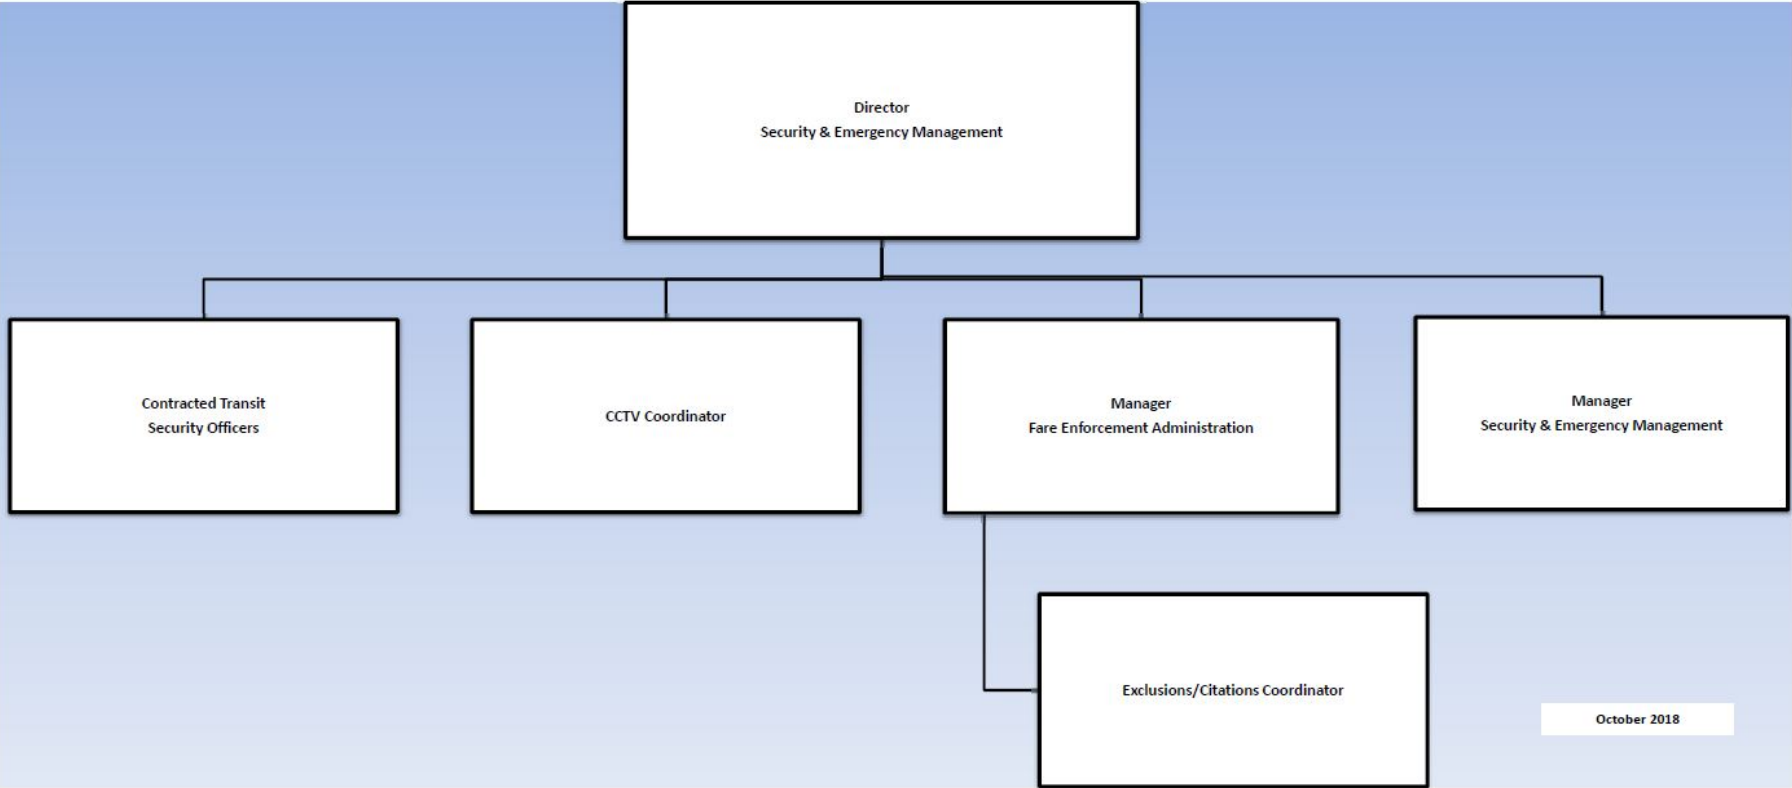 Director
Security & Emergency Management
Contracted Transit
Security Officers
CCTV Coordinator
Manager
Fare Enforcement Administration
Manager
Security & Emergency Management
Exclusions/Citations Coordinator
October 2018